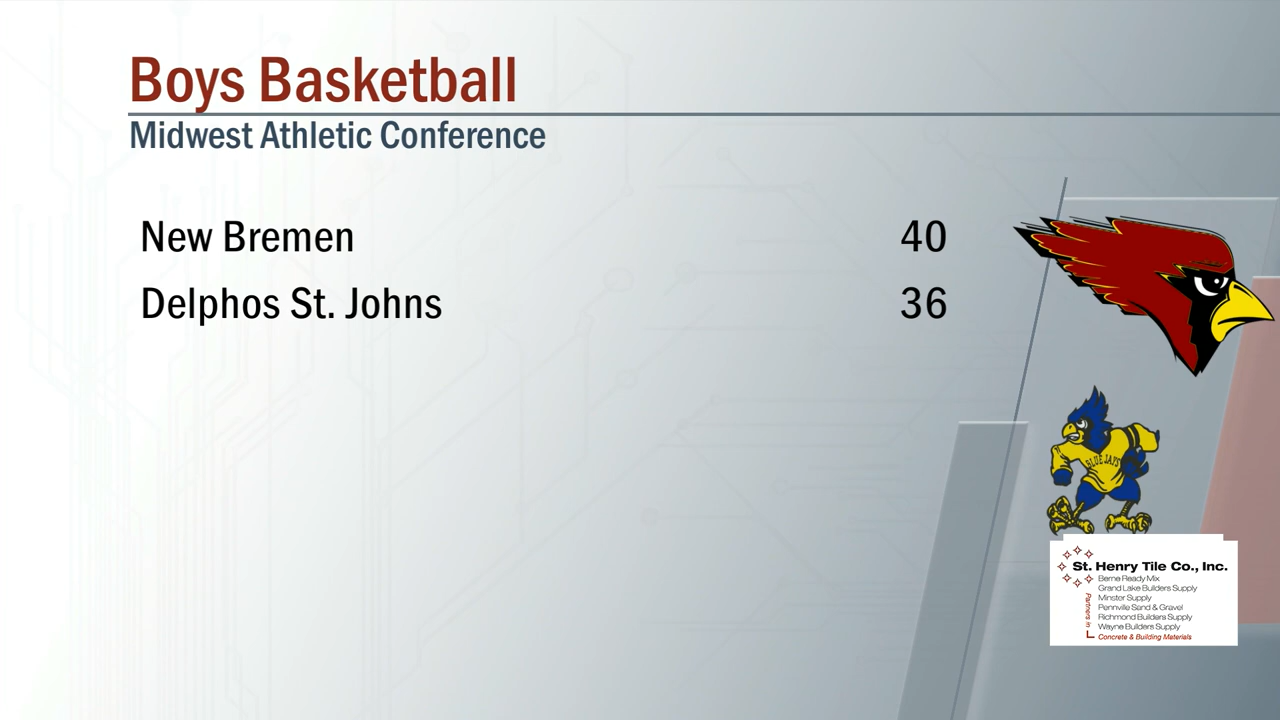 Boys Basketball
Midwest Athletic Conference
New Bremen 40
Delphos St. Johns 36
BLUE JAYS
St. Henry Tile Co., Inc.
Berne Ready Mix
Grand Lake Builders Supply
Minster Supply
Pennville Sand & Gravel
Richmond Builders Supply
Wayne Builders Supply
Partners in
Concrete & Building Materials